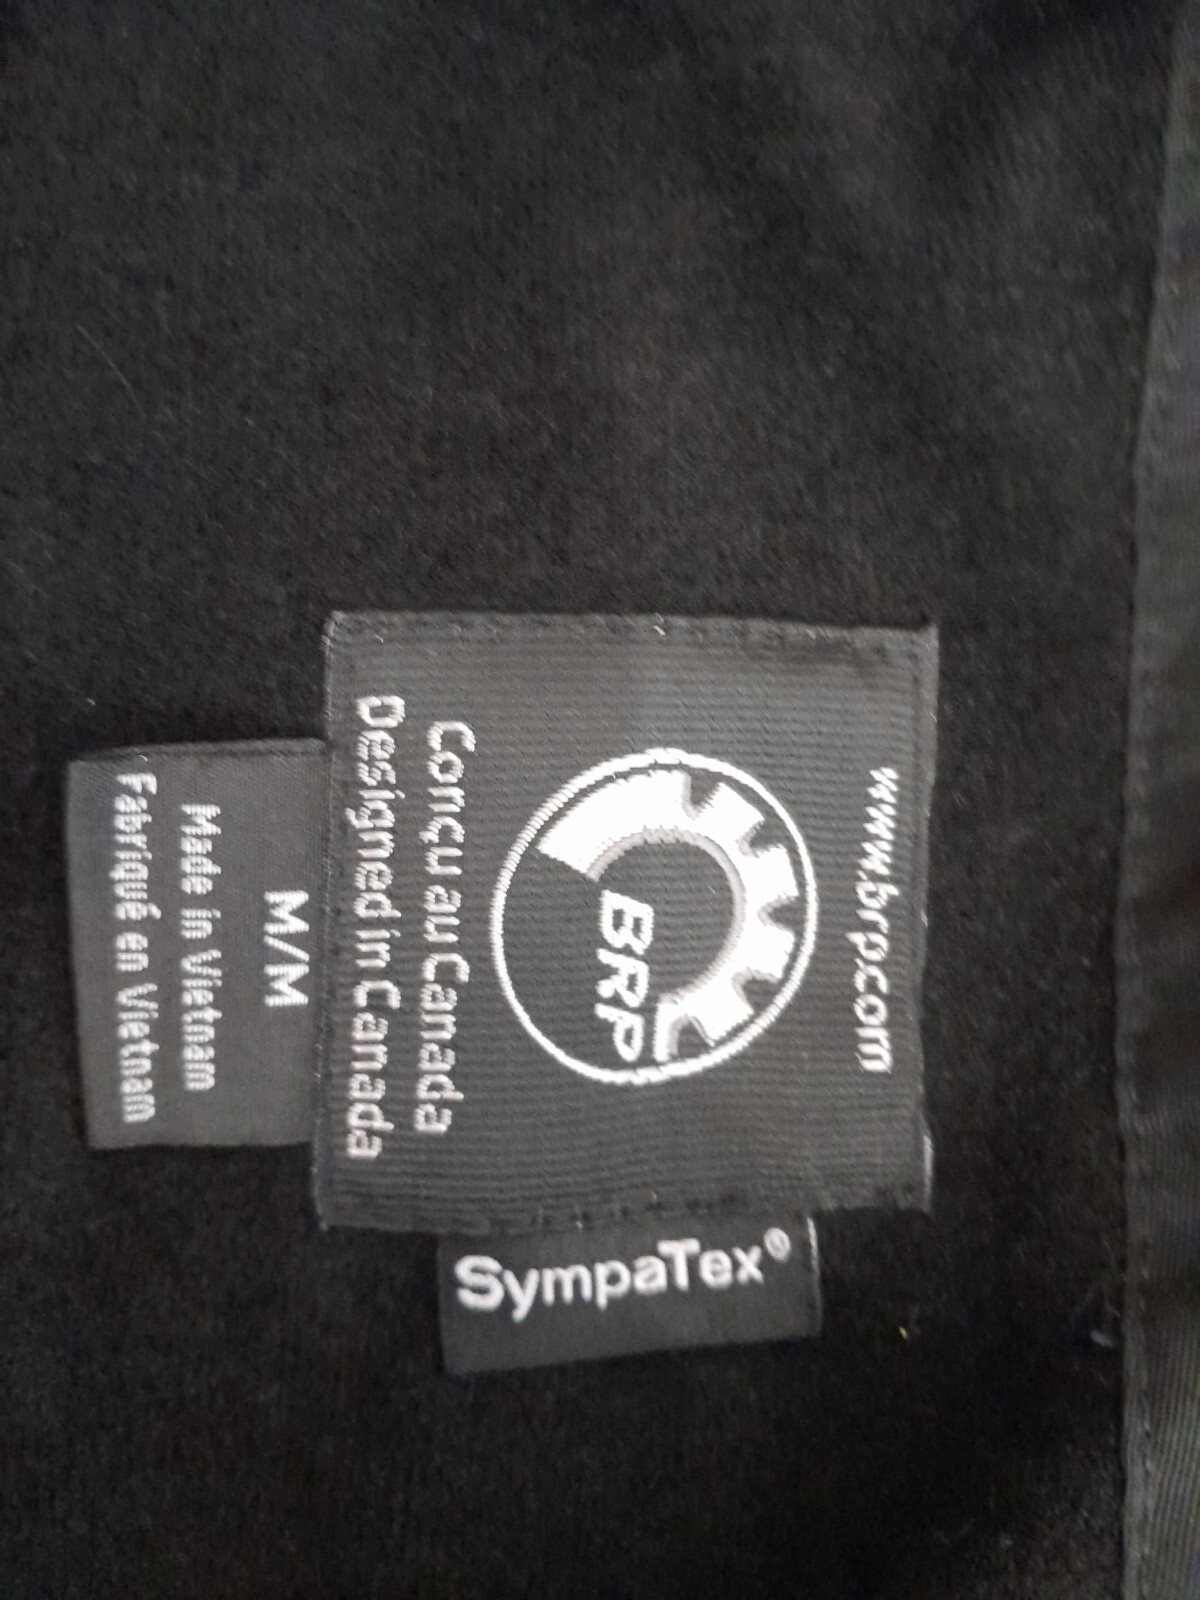 www.brp.com
BRP
Conçu au Canada
Designed in Canada
M/M
Made in Vietnam
Fabriqué en Vietnam
SympaTex®